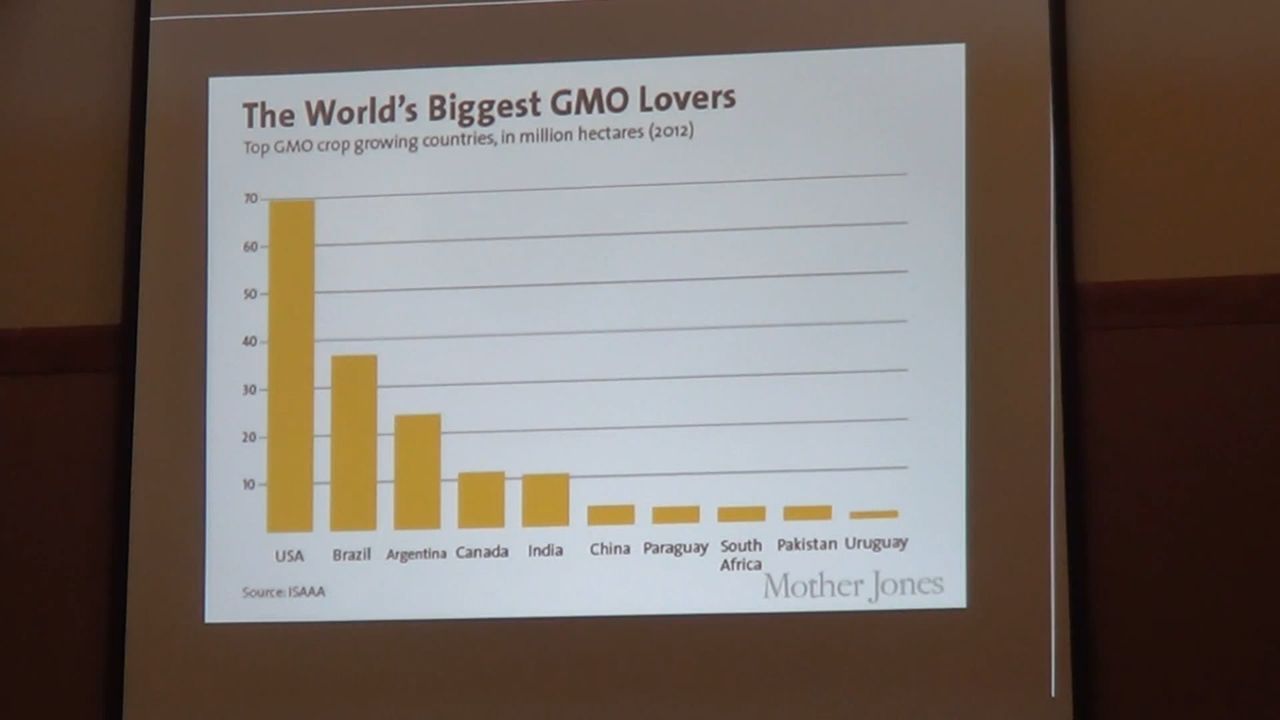 The World's Biggest GMO Lovers
Top GMO crop growing countries, in million hectares (2012)
70
60
50
40
30
20
10
USA Brazil Argentina Canada India China Paraguay South Africa Pakistan Uruguay
Source: ISAAA
Mother Jones